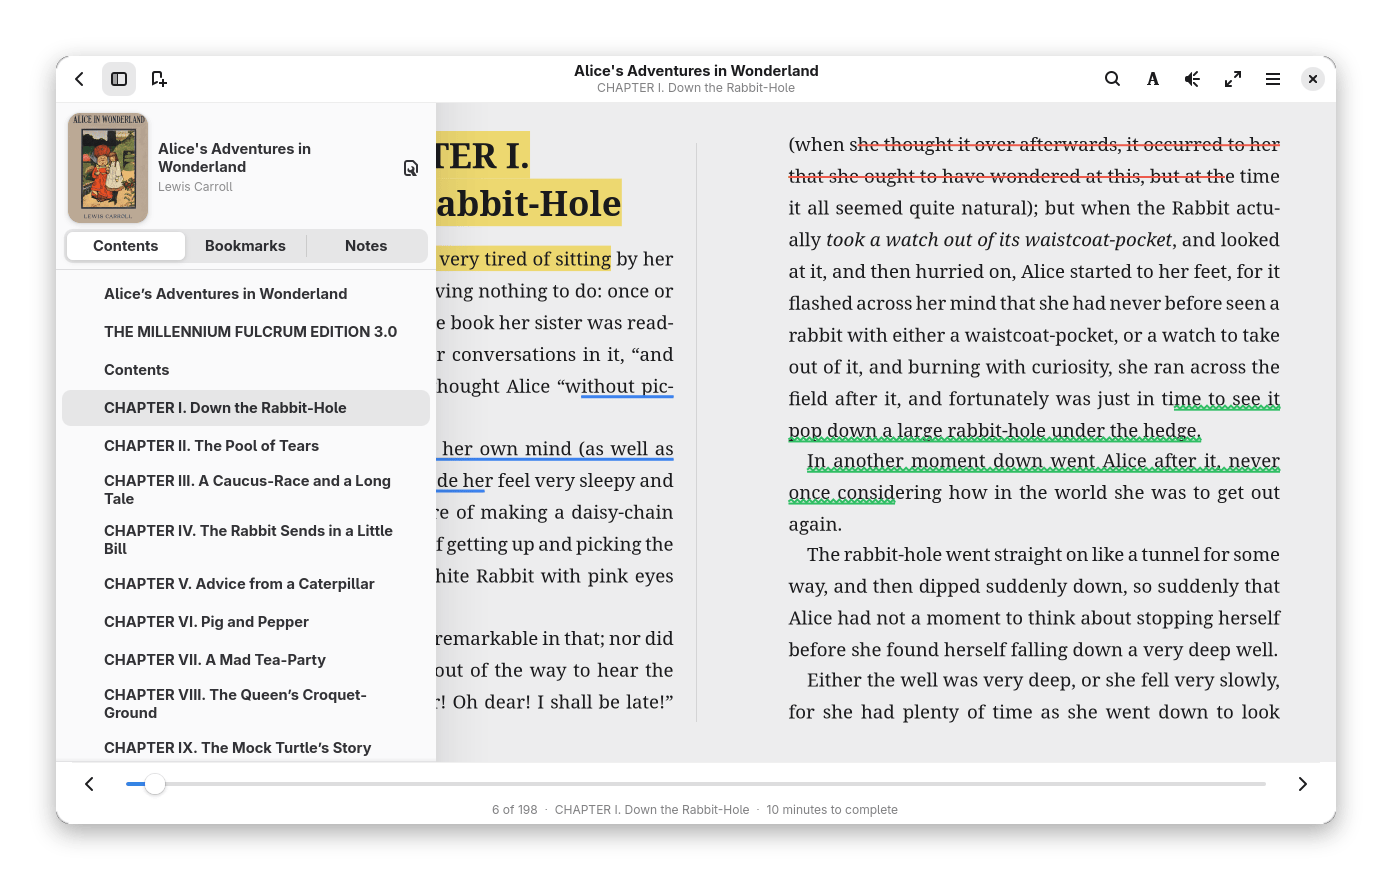 Alice's Adventures in Wonderland
CHAPTER I. Down the Rabbit-Hole
ALICE IN WONDERLAND
LEWIS CARROLL
Alice's Adventures in
Wonderland
Lewis Carroll
Contents
Bookmarks
Notes
Alice’s Adventures in Wonderland
THE MILLENNIUM FULCRUM EDITION 3.0
Contents
CHAPTER I. Down the Rabbit-Hole
CHAPTER II. The Pool of Tears
CHAPTER III. A Caucus-Race and a Long
Tale
CHAPTER IV. The Rabbit Sends in a Little
Bill
CHAPTER V. Advice from a Caterpillar
CHAPTER VI. Pig and Pepper
CHAPTER VII. A Mad Tea-Party
CHAPTER VIII. The Queen’s Croquet-
Ground
CHAPTER IX. The Mock Turtle’s Story
TER I.
abbit-Hole
very tired of sitting by her
ving nothing to do: once or
e book her sister was read-
r conversations in it, “and
hought Alice “without pic-
her own mind (as well as
de her feel very sleepy and
re of making a daisy-chain
f getting up and picking the
hite Rabbit with pink eyes
remarkable in that; nor did
out of the way to hear the
r! Oh dear! I shall be late!”
(when she thought it over afterwards, it occurred to her
that she ought to have wondered at this, but at the time
it all seemed quite natural); but when the Rabbit actu-
ally took a watch out of its waistcoat-pocket, and looked
at it, and then hurried on, Alice started to her feet, for it
flashed across her mind that she had never before seen a
rabbit with either a waistcoat-pocket, or a watch to take
out of it, and burning with curiosity, she ran across the
field after it, and fortunately was just in time to see it
pop down a large rabbit-hole under the hedge.
In another moment down went Alice after it, never
once considering how in the world she was to get out
again.
The rabbit-hole went straight on like a tunnel for some
way, and then dipped suddenly down, so suddenly that
Alice had not a moment to think about stopping herself
before she found herself falling down a very deep well.
Either the well was very deep, or she fell very slowly,
for she had plenty of time as she went down to look
6 of 198 · CHAPTER I. Down the Rabbit-Hole · 10 minutes to complete